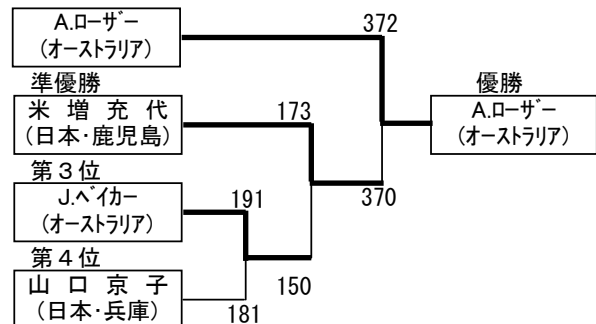 A.ﾛｰｻﾞｰ
(ｵｰｽﾄﾗﾘｱ)
372
準優勝
優勝
米 増 充 代
(日本･鹿児島)
173
A.ﾛｰｻﾞｰ
(ｵｰｽﾄﾗﾘｱ)
第３位
J.ﾍﾞｲｶｰ
(ｵｰｽﾄﾗﾘｱ)
191
370
第４位
山 口 京 子
(日本･兵庫)
150
181